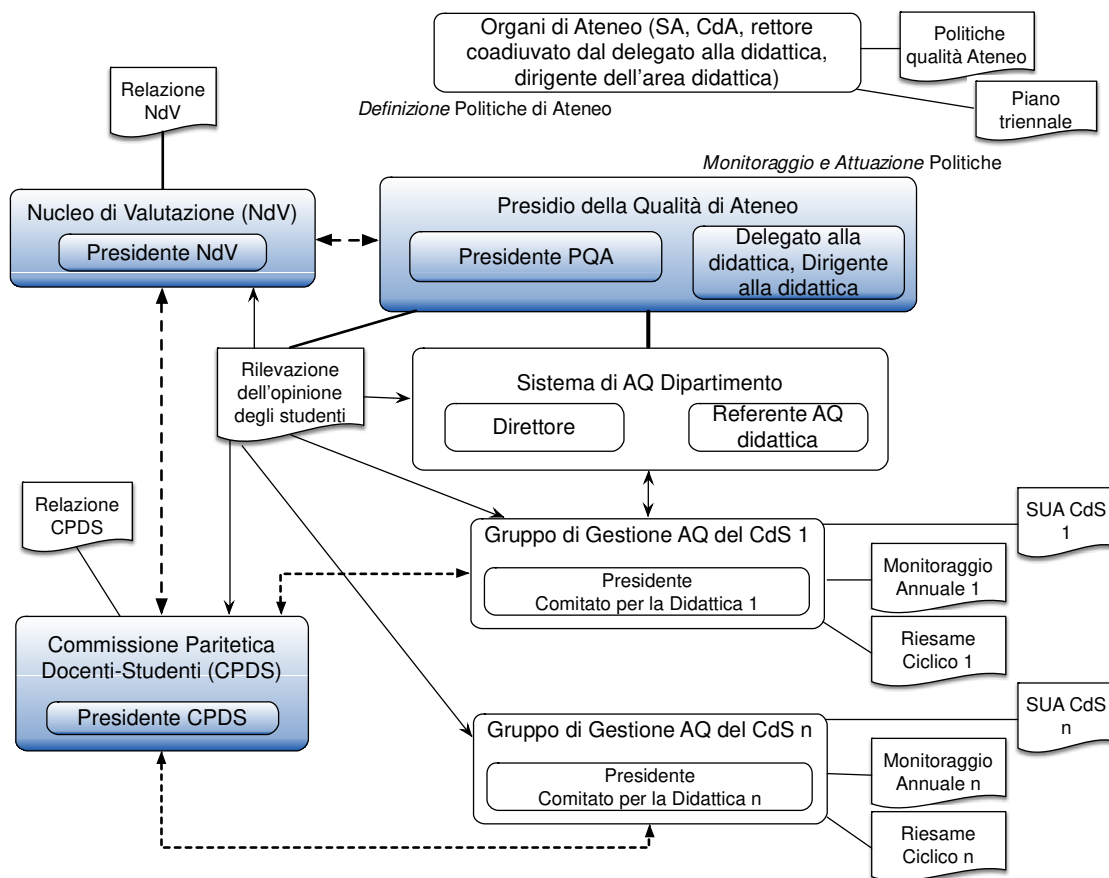 Organi di Ateneo (SA, CdA, rettore
coadiuvato dal delegato alla didattica,
dirigente dell'area didattica)
Politiche
qualità Ateneo
Piano
triennale
Definizione Politiche di Ateneo
Relazione
NdV
Monitoraggio e Attuazione Politiche
Nucleo di Valutazione (NdV)
Presidente NdV
Presidio della Qualità di Ateneo
Presidente PQA
Delegato alla
didattica, Dirigente
alla didattica
Rilevazione
dell'opinione
degli studenti
Sistema di AQ Dipartimento
Direttore
Referente AQ
didattica
Relazione
CPDS
Gruppo di Gestione AQ del CdS 1
Presidente
Comitato per la Didattica 1
SUA CdS
1
Monitoraggio
Annuale 1
Riesame
Ciclico 1
Commissione Paritetica
Docenti-Studenti (CPDS)
Presidente CPDS
Gruppo di Gestione AQ del CdS n
Presidente
Comitato per la Didattica n
SUA CdS
n
Monitoraggio
Annuale n
Riesame
Ciclico n